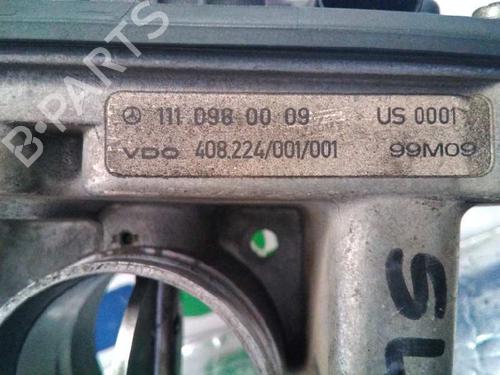 111 098 00 09 US 0001
VDO 408.224/001/001 99M09
B-PARTS
SL